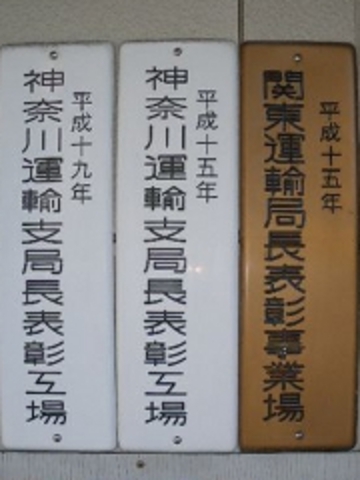 平成十五年
関東運輸局長表彰事業場
平成十五年
神奈川運輸支局長表彰工場
平成十九年
神奈川運輸支局長表彰工場